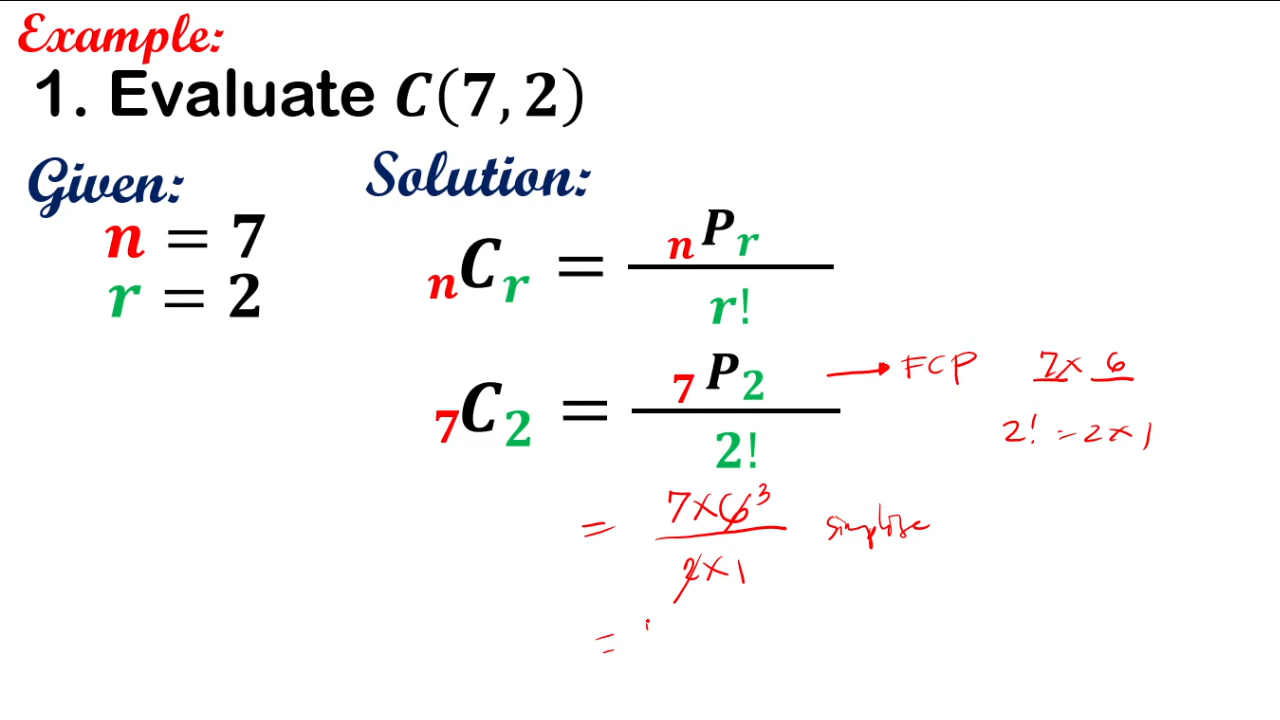 Example:
1. Evaluate C(7,2)
Given:
n = 7
r = 2
Solution:
nCr = nPr / r!
7C2 = 7P2 / 2! → FCP 7 x 6
2! = 2 x 1
= 7 x 6 3 / 2 x 1
=